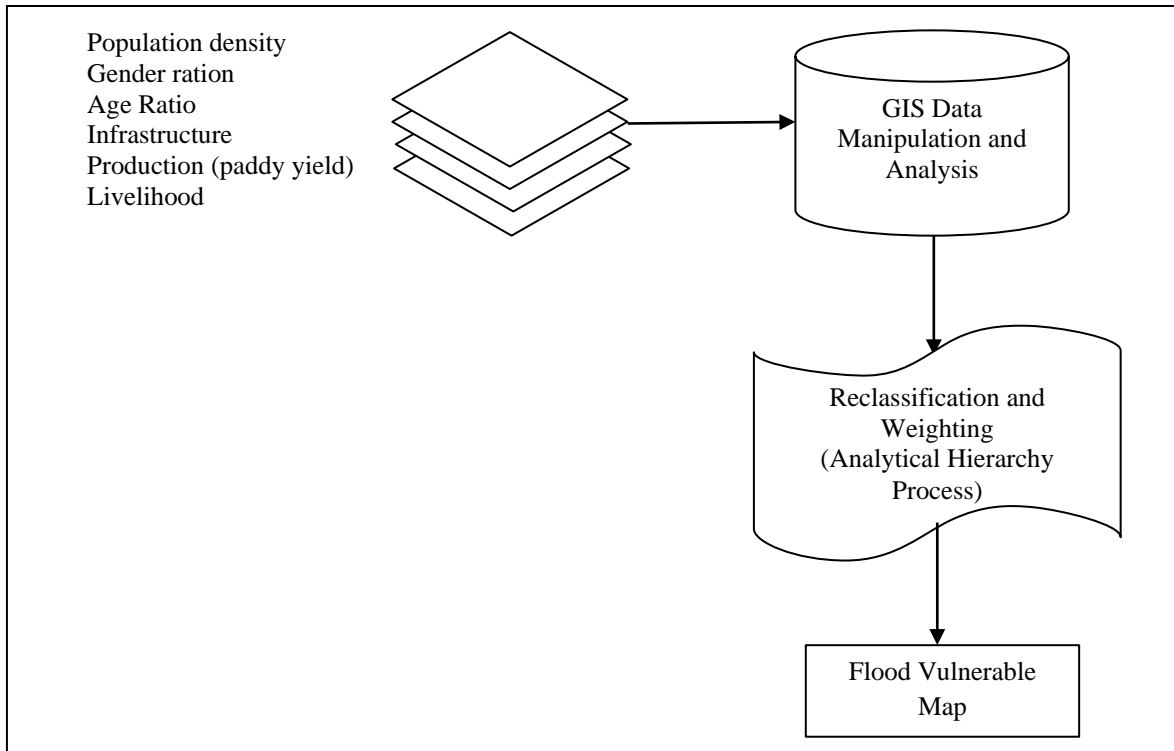 Population density
Gender ration
Age Ratio
Infrastructure
Production (paddy yield)
Livelihood
GIS Data
Manipulation and
Analysis
Reclassification and
Weighting
(Analytical Hierarchy
Process)
Flood Vulnerable
Map